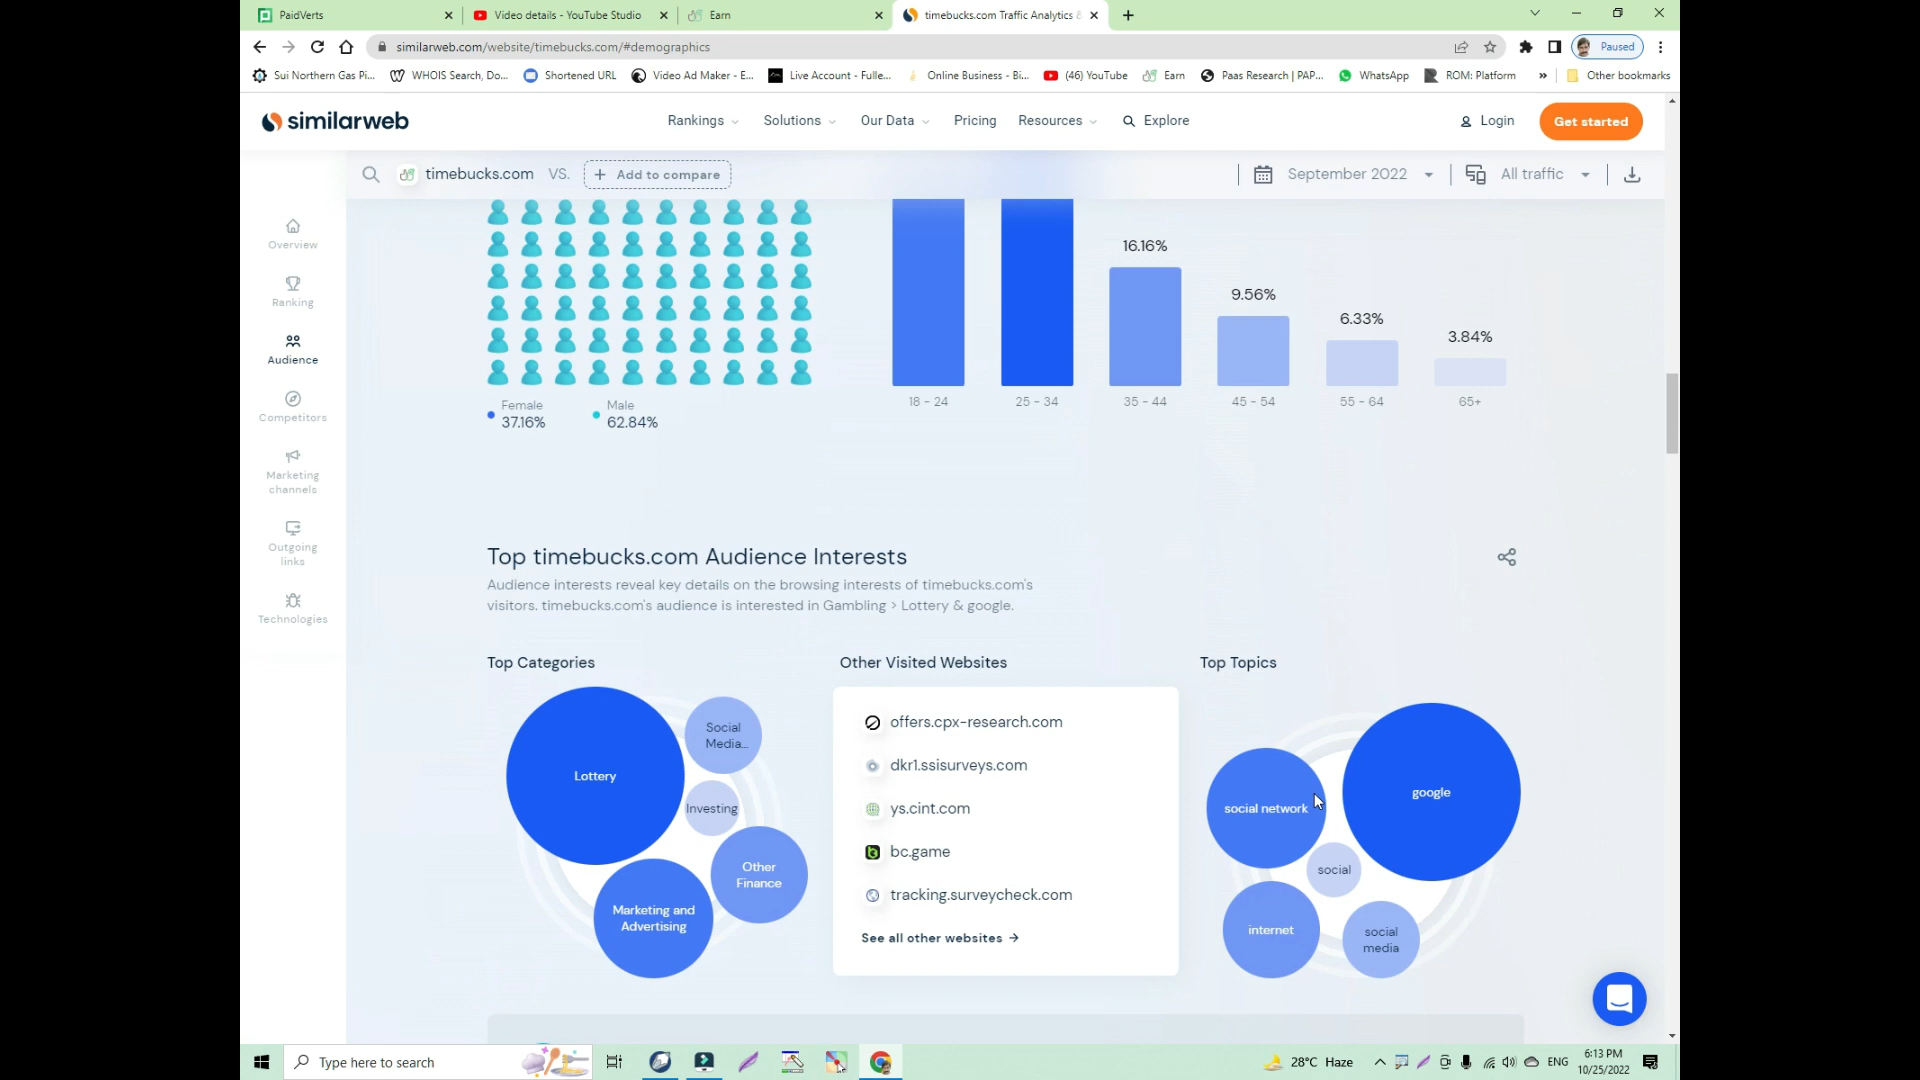 PaidVerts
Video details - YouTube Studio
Earn
timebucks.com Traffic Analytics
similarweb.com/website/timebucks.com/#demographics
Paused
Sui Northern Gas Pi...
WHOIS Search, Do...
Shortened URL
Video Ad Maker - E...
Live Account - Fulle...
Online Business - Bi...
(46) YouTube
Earn
Paas Research | PAP...
WhatsApp
ROM: Platform
»
Other bookmarks
similarweb
Rankings
Solutions
Our Data
Pricing
Resources
Explore
Login
Get started
timebucks.com
VS.
+ Add to compare
September 2022
All traffic
Overview
Ranking
Audience
Competitors
Marketing
channels
Outgoing
links
Technologies
16.16%
9.56%
6.33%
3.84%
18 - 24
25 - 34
35 - 44
45 - 54
55 - 64
65+
Female
37.16%
Male
62.84%
Top timebucks.com Audience Interests
Audience interests reveal key details on the browsing interests of timebucks.com's
visitors. timebucks.com's audience is interested in Gambling > Lottery & google.
Top Categories
Lottery
Social
Media...
Investing
Other
Finance
Marketing and
Advertising
Other Visited Websites
offers.cpx-research.com
dkr1.ssisurveys.com
ys.cint.com
bc.game
tracking.surveycheck.com
See all other websites →
Top Topics
social network
google
social
internet
social
media
Type here to search
28°C Haze
ENG
6:13 PM
10/25/2022